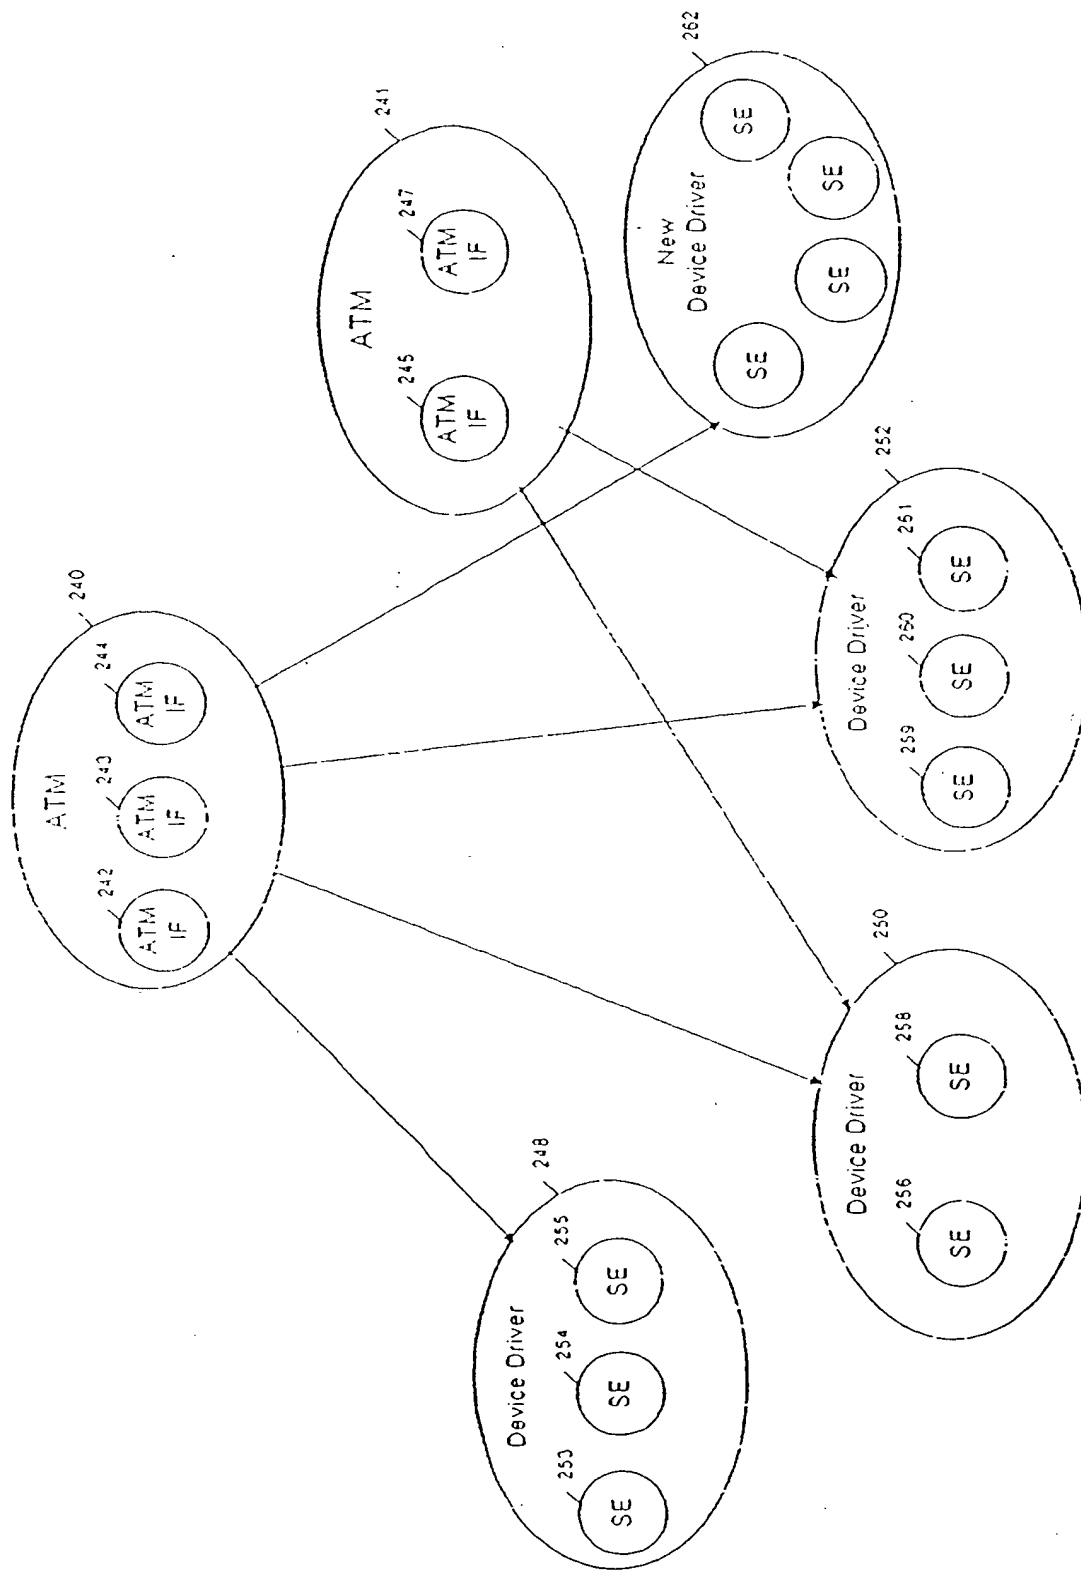 240
ATM
242
ATM
IF
243
ATM
IF
244
ATM
IF
241
ATM
245
ATM
IF
247
ATM
IF
248
Device Driver
253
SE
254
SE
255
SE
250
Device Driver
256
SE
258
SE
252
Device Driver
259
SE
260
SE
261
SE
262
New
Device Driver
SE
SE
SE
SE